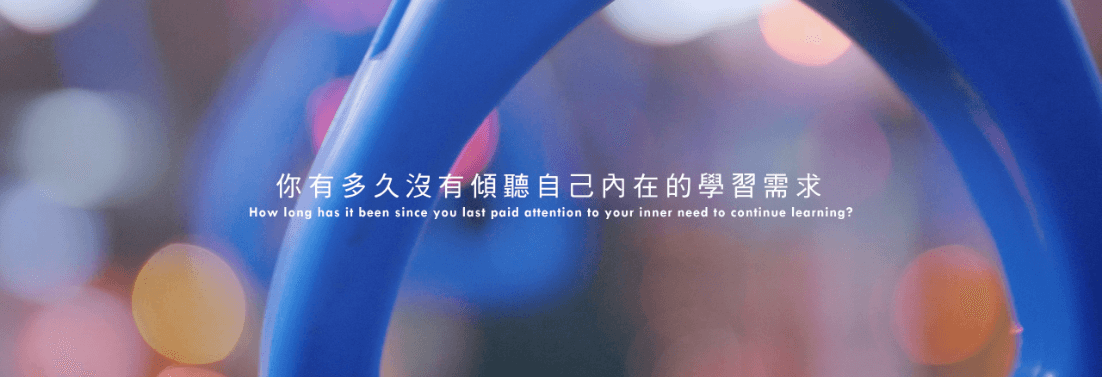 你有多久沒有傾聽自己內在的學習需求
How long has it been since you last paid attention to your inner need to continue learning?